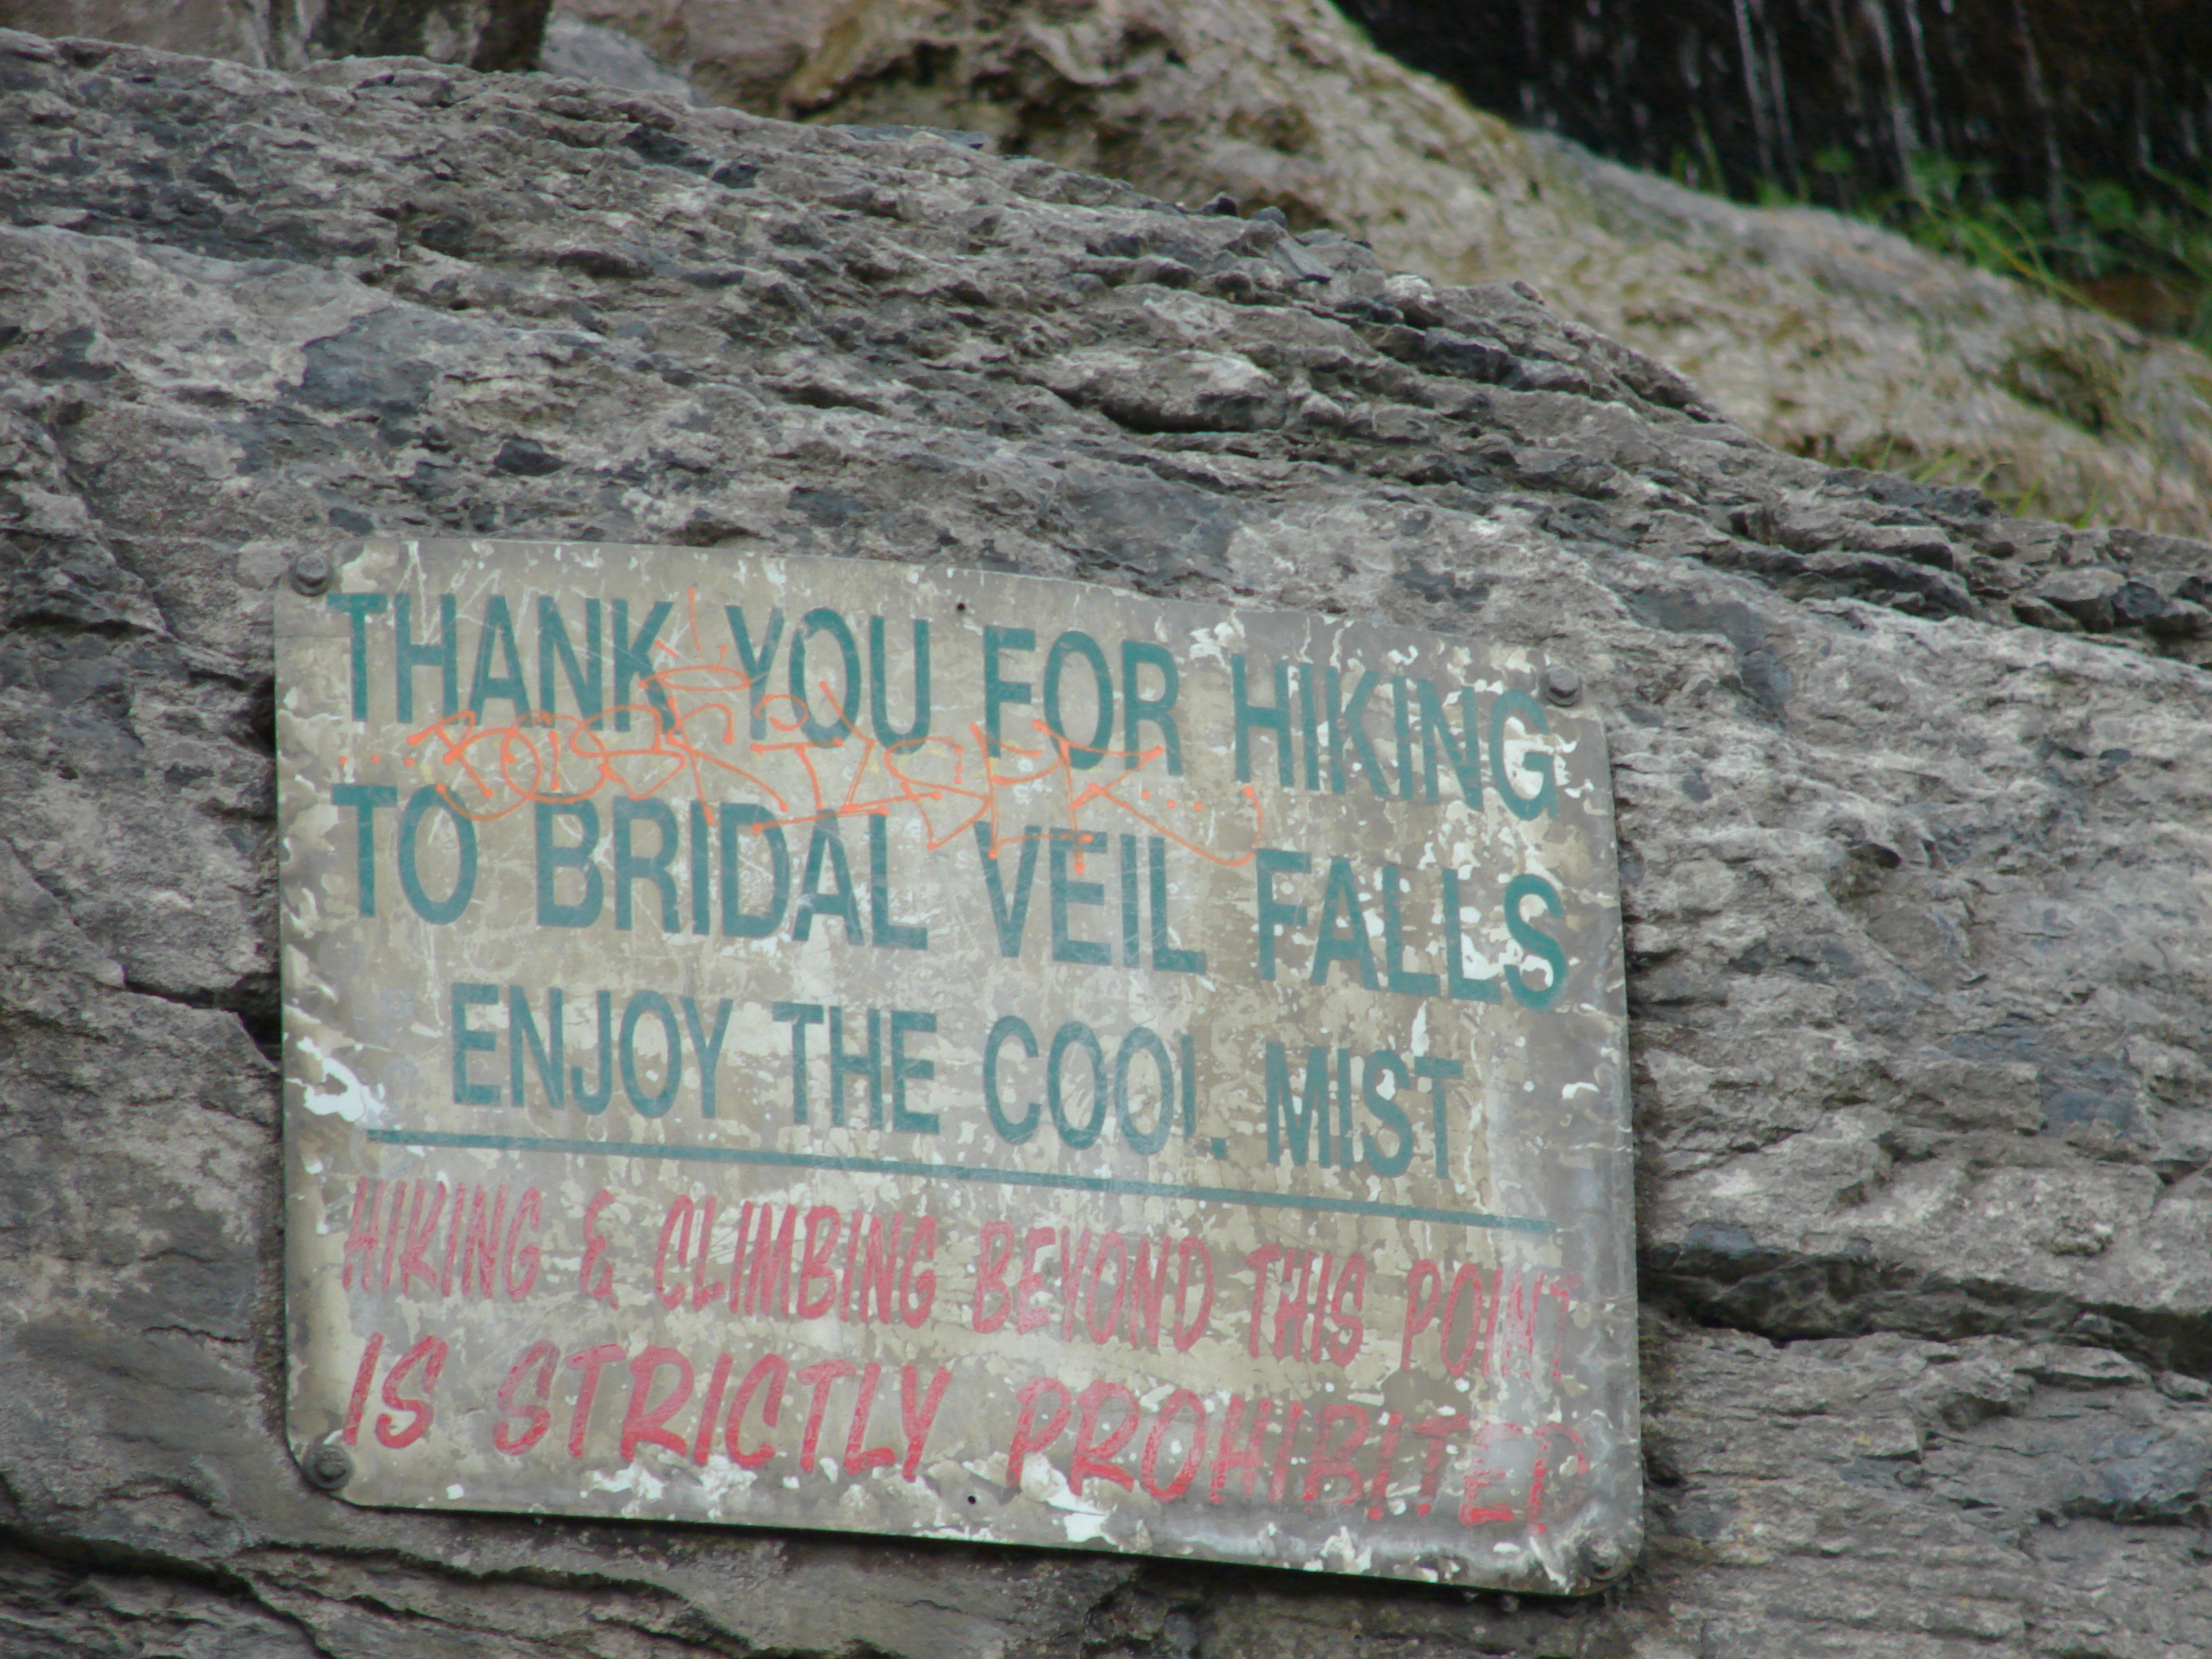 THANK YOU FOR HIKING
TO BRIDAL VEIL FALLS
ENJOY THE COOL MIST
HIKING & CLIMBING BEYOND THIS POINT
IS STRICTLY PROHIBITED